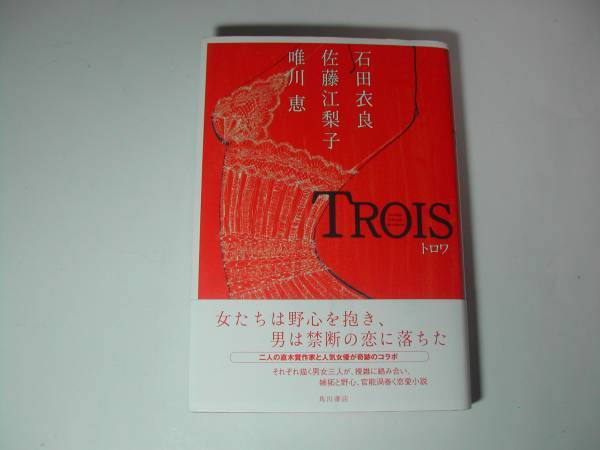 石田衣良
佐藤江梨子
唯川 恵
TROIS
トロワ
女たちは野心を抱き、
男は禁断の恋に落ちた
二人の直木賞作家と人気女優が奇跡のコラボ
それぞれ描く男女三人が、複雑に絡み合い、
嫉妬と野心、官能渦巻く恋愛小説
角川書店